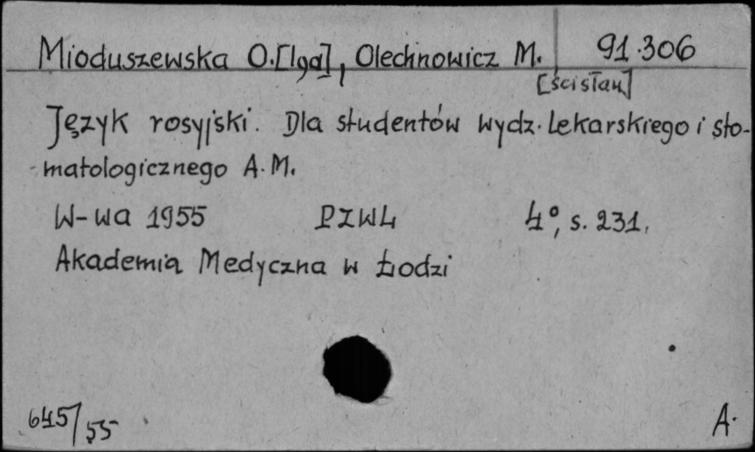 Mioduszewska O.[lga], Olechnowicz M. 91.306
[ścisław]
Język rosyjski. Dla studentów wydz. Lekarskiego i sto-
matologicznego A.M.
W-wa 1955 PZWL 4°, s. 231.
Akademia Medyczna w Łodzi
645/55 A.